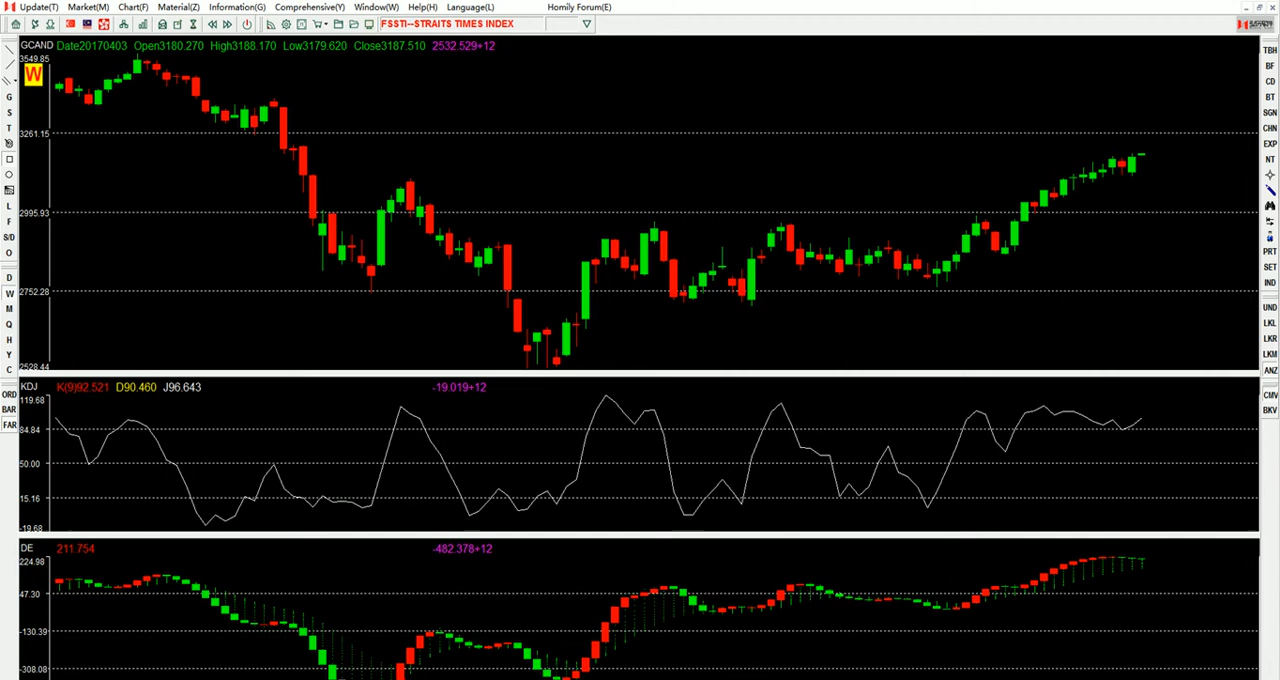 Update(T) Market(M) Chart(F) Material(Z) Information(G) Comprehensive(Y) Window(W) Help(H) Language(L) Homily Forum(E)
FSSTI--STRAITS TIMES INDEX
GCAND Date20170403 Open3180.270 High3188.170 Low3179.620 Close3187.510 2532.529+12
3549.85
W
3261.15
2995.93
2752.28
2528.44
KDJ K(9)92.521 D90.460 J96.643 -19.019+12
119.68
84.84
50.00
15.16
-19.68
DE 211.754 -482.378+12
224.98
47.30
-130.39
-308.08
G
S
T
L
F
S/D
O
D
W
M
Q
H
Y
C
ORD
BAR
FAR
TBH
BF
CD
BT
SGN
CHN
EXP
NT
PRT
SET
IND
UND
LKL
LKR
LKM
ANZ
CMV
BKV